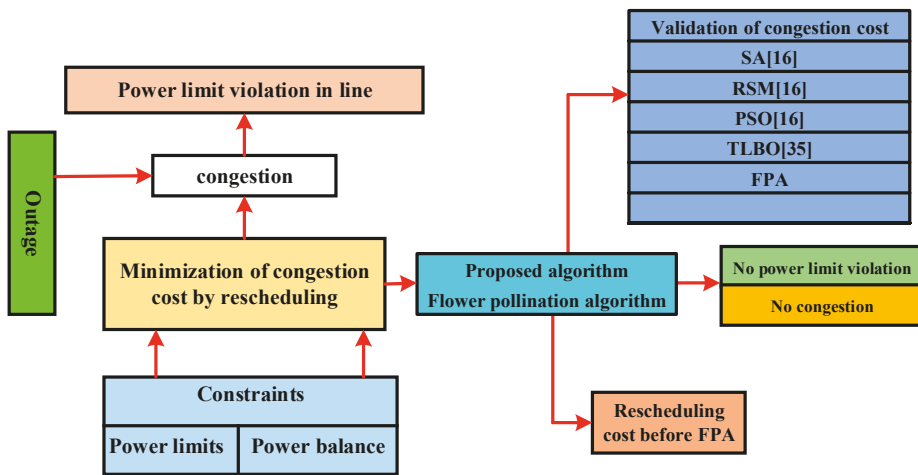 Validation of congestion cost
SA[16]
RSM[16]
PSO[16]
TLBO[35]
FPA
Power limit violation in line
Outage
congestion
Minimization of congestion
cost by rescheduling
Proposed algorithm
Flower pollination algorithm
No power limit violation
No congestion
Constraints
Power limits
Power balance
Rescheduling
cost before FPA